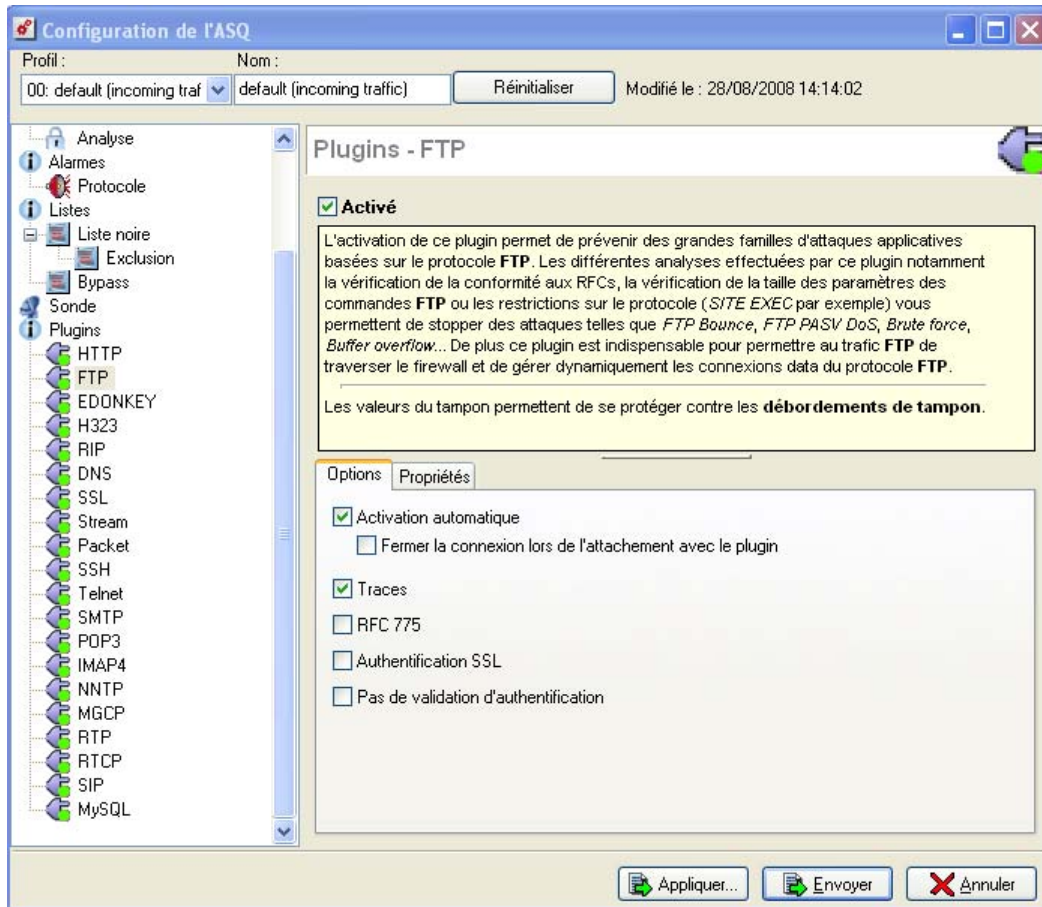 Configuration de l'ASQ
Profil :
Nom :
00: default (incoming traf
default (incoming traffic)
Réinitialiser
Modifié le : 28/08/2008 14:14:02
Analyse
Alarmes
Protocole
Listes
Liste noire
Exclusion
Bypass
Sonde
Plugins
HTTP
FTP
EDONKEY
H323
RIP
DNS
SSL
Stream
Packet
SSH
Telnet
SMTP
POP3
IMAP4
NNTP
MGCP
RTP
RTCP
SIP
MySQL
Plugins - FTP
Activé
L'activation de ce plugin permet de prévenir des grandes familles d'attaques applicatives
basées sur le protocole FTP. Les différentes analyses effectuées par ce plugin notamment
la vérification de la conformité aux RFCs, la vérification de la taille des paramètres des
commandes FTP ou les restrictions sur le protocole (SITE EXEC par exemple) vous
permettent de stopper des attaques telles que FTP Bounce, FTP PASV DoS, Brute force,
Buffer overflow... De plus ce plugin est indispensable pour permettre au trafic FTP de
traverser le firewall et de gérer dynamiquement les connexions data du protocole FTP.
Les valeurs du tampon permettent de se protéger contre les débordements de tampon.
Options
Propriétés
Activation automatique
Fermer la connexion lors de l'attachement avec le plugin
Traces
RFC 775
Authentification SSL
Pas de validation d'authentification
Appliquer...
Envoyer
Annuler